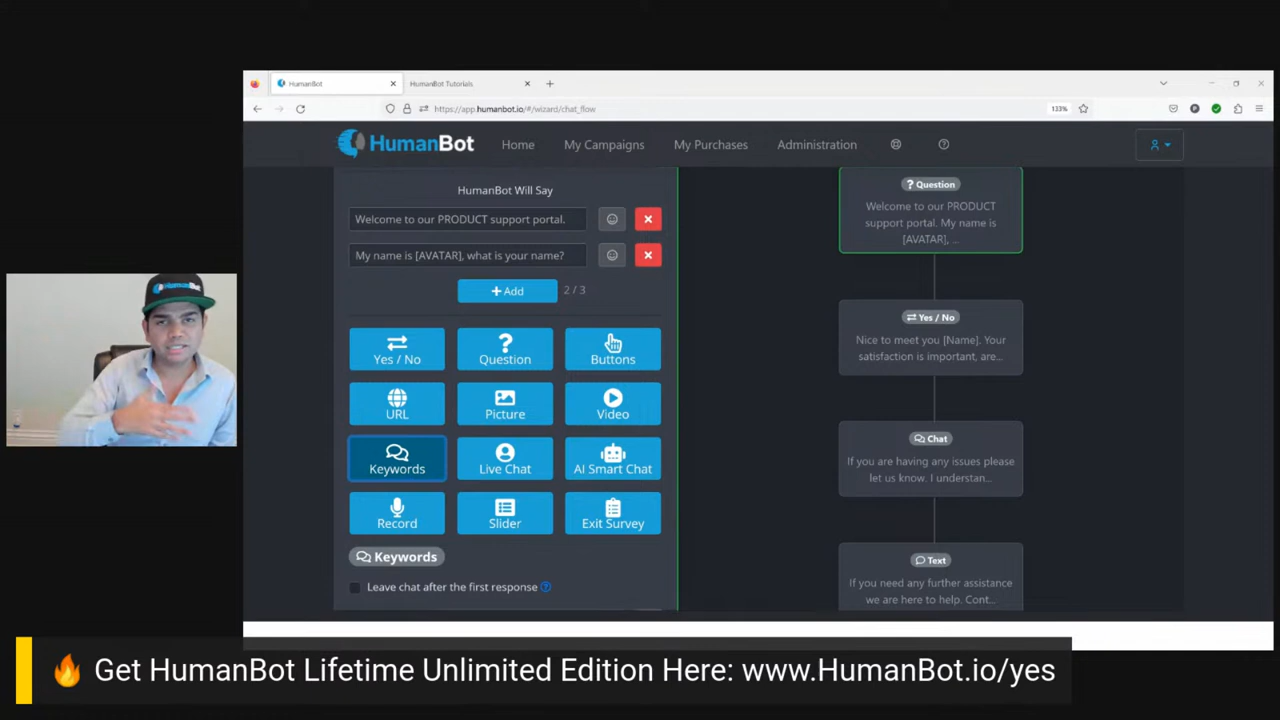 HumanBot
HumanBot Tutorials
https://app.humanbot.io/#/wizard/chat_flow
133%
HumanBot
Home
My Campaigns
My Purchases
Administration
HumanBot Will Say
Welcome to our PRODUCT support portal.
My name is [AVATAR], what is your name?
+ Add
2 / 3
Yes / No
Question
Buttons
URL
Picture
Video
Keywords
Live Chat
AI Smart Chat
Record
Slider
Exit Survey
Keywords
Leave chat after the first response
? Question
Welcome to our PRODUCT
support portal. My name is
[AVATAR], ...
Yes / No
Nice to meet you [Name]. Your
satisfaction is important, are...
Chat
If you are having any issues please
let us know. I understan...
Text
If you need any further assistance
we are here to help. Cont...
HUMANBOT
🔥 Get HumanBot Lifetime Unlimited Edition Here: www.HumanBot.io/yes